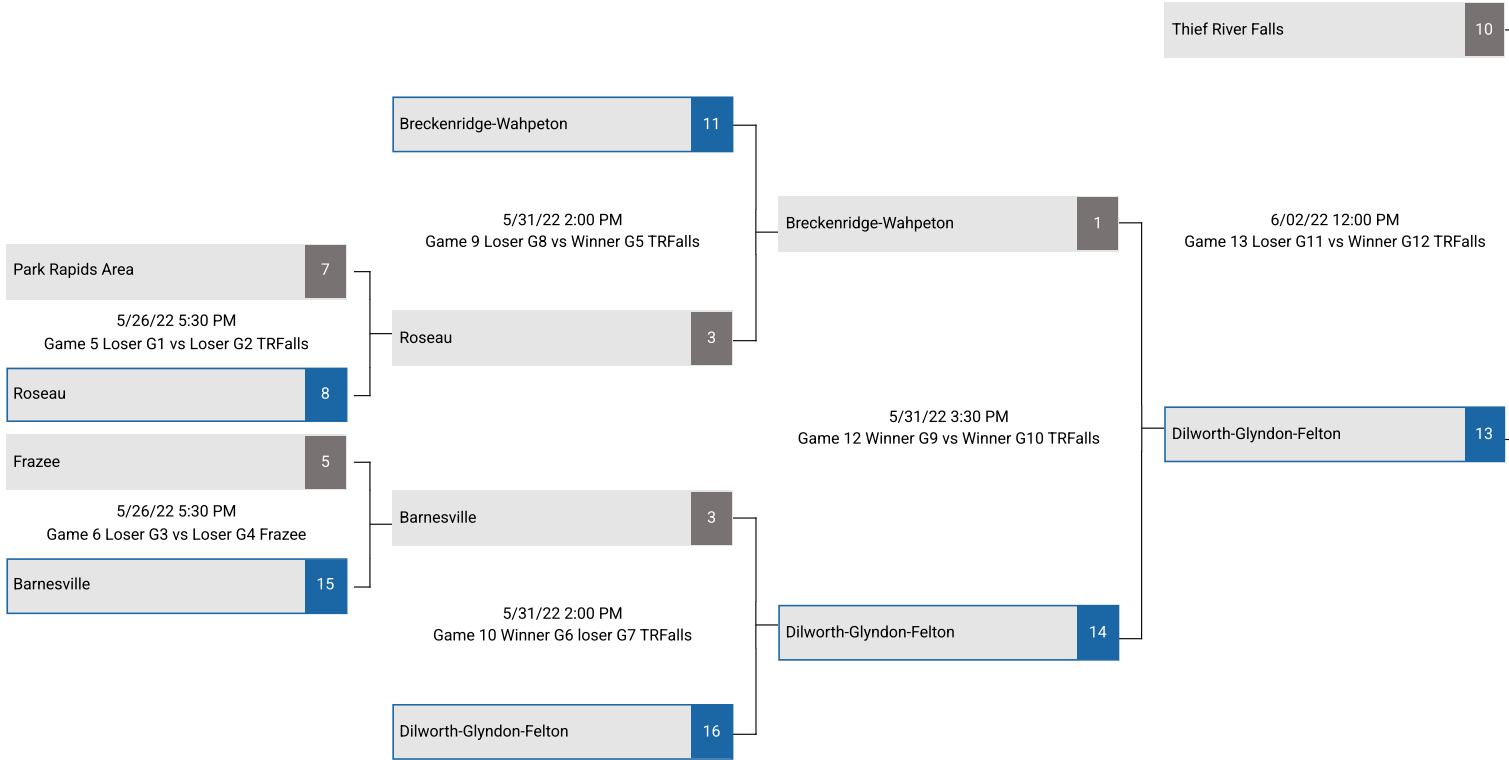 Thief River Falls 10
Breckenridge-Wahpeton 11
5/31/22 2:00 PM
Game 9 Loser G8 vs Winner G5 TRFalls
Breckenridge-Wahpeton 1
6/02/22 12:00 PM
Game 13 Loser G11 vs Winner G12 TRFalls
Park Rapids Area 7
5/26/22 5:30 PM
Game 5 Loser G1 vs Loser G2 TRFalls
Roseau 3
Roseau 8
5/31/22 3:30 PM
Game 12 Winner G9 vs Winner G10 TRFalls
Dilworth-Glyndon-Felton 13
Frazee 5
5/26/22 5:30 PM
Game 6 Loser G3 vs Loser G4 Frazee
Barnesville 3
Barnesville 15
5/31/22 2:00 PM
Game 10 Winner G6 loser G7 TRFalls
Dilworth-Glyndon-Felton 14
Dilworth-Glyndon-Felton 16